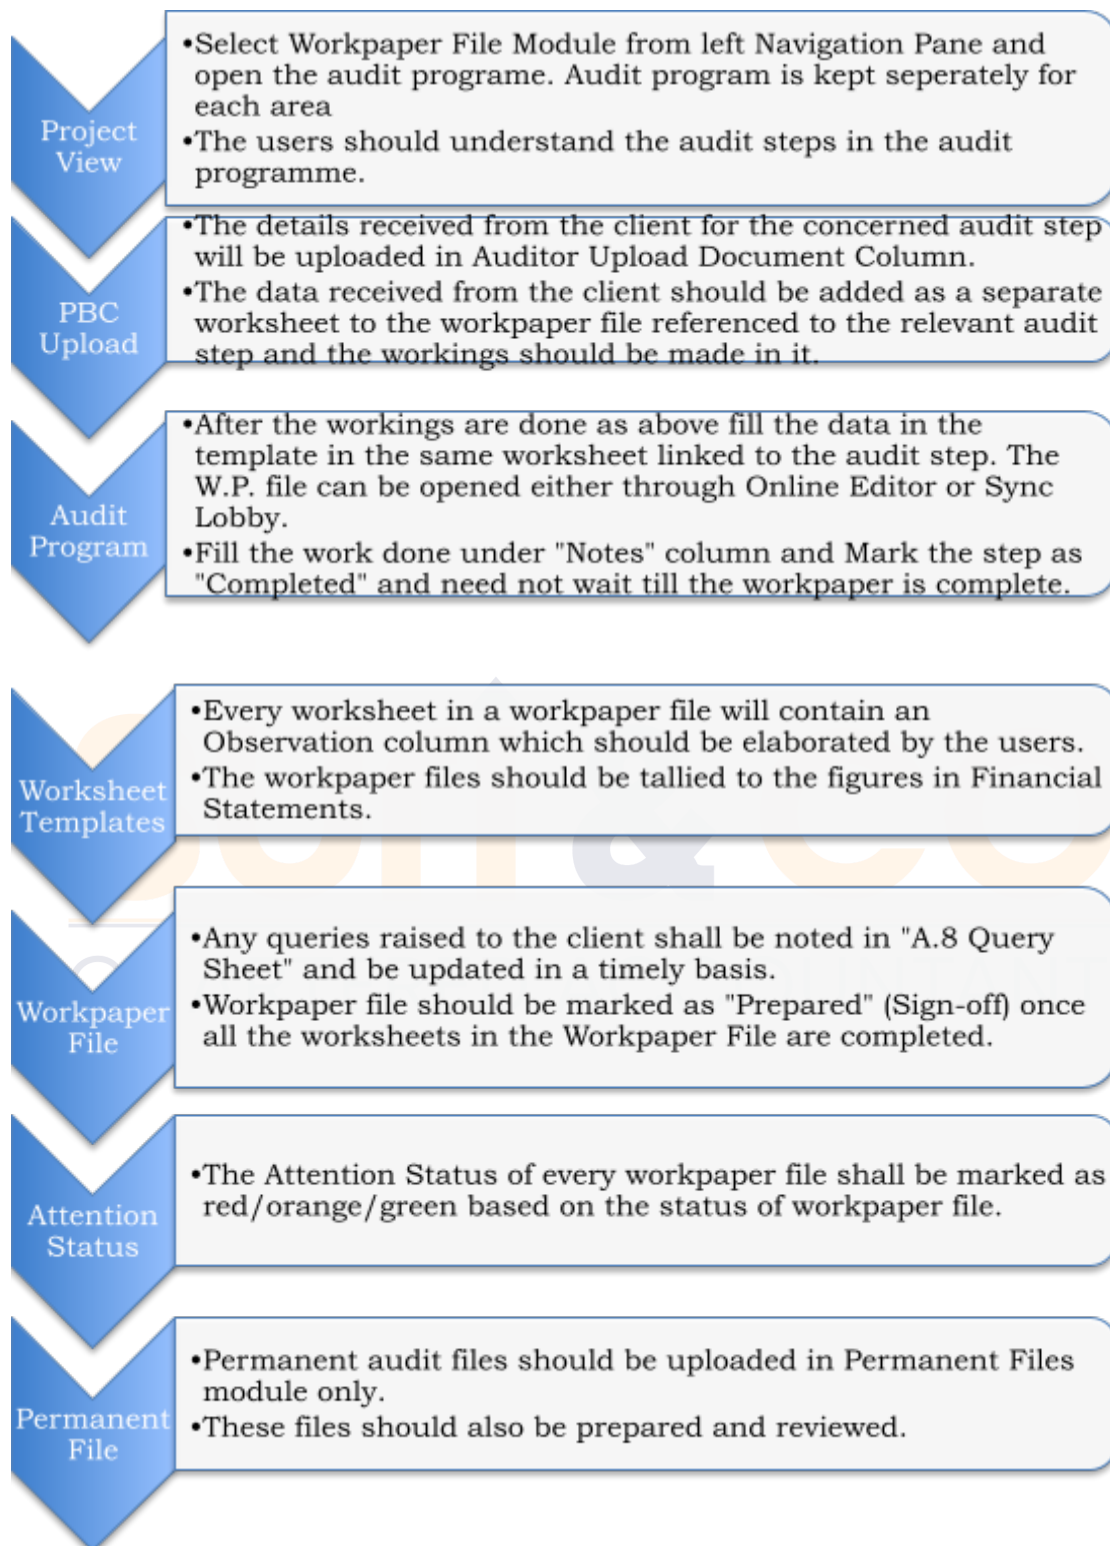 Project
View
•Select Workpaper File Module from left Navigation Pane and
open the audit programe. Audit program is kept seperately for
each area
•The users should understand the audit steps in the audit
programme.
PBC
Upload
•The details received from the client for the concerned audit step
will be uploaded in Auditor Upload Document Column.
•The data received from the client should be added as a separate
worksheet to the workpaper file referenced to the relevant audit
step and the workings should be made in it.
Audit
Program
•After the workings are done as above fill the data in the
template in the same worksheet linked to the audit step. The
W.P. file can be opened either through Online Editor or Sync
Lobby.
•Fill the work done under "Notes" column and Mark the step as
"Completed" and need not wait till the workpaper is complete.
Worksheet
Templates
•Every worksheet in a workpaper file will contain an
Observation column which should be elaborated by the users.
•The workpaper files should be tallied to the figures in Financial
Statements.
Workpaper
File
•Any queries raised to the client shall be noted in "A.8 Query
Sheet" and be updated in a timely basis.
•Workpaper file should be marked as "Prepared" (Sign-off) once
all the worksheets in the Workpaper File are completed.
Attention
Status
•The Attention Status of every workpaper file shall be marked as
red/orange/green based on the status of workpaper file.
Permanent
File
•Permanent audit files should be uploaded in Permanent Files
module only.
•These files should also be prepared and reviewed.